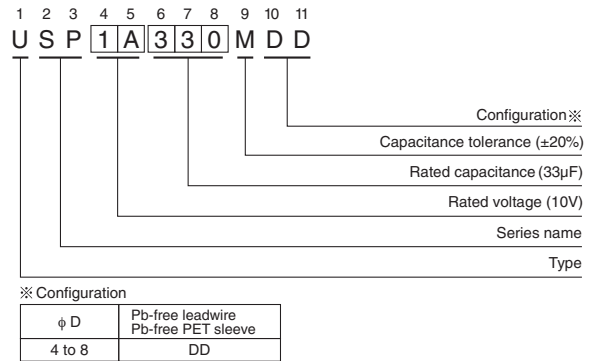 1 2 3 4 5 6 7 8 9 10 11
U S P 1 A 3 3 0 M D D
Configuration※
Capacitance tolerance (±20%)
Rated capacitance (33µF)
Rated voltage (10V)
Series name
Type
※ Configuration
ϕ D
Pb-free leadwire
Pb-free PET sleeve
4 to 8 DD